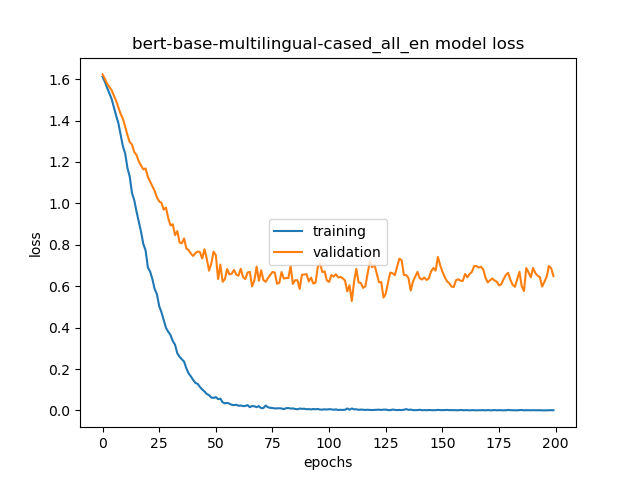 bert-base-multilingual-cased_all_en model loss
1.6
1.4
1.2
1.0
0.8
0.6
0.4
0.2
0.0
loss
training
validation
0 25 50 75 100 125 150 175 200
epochs